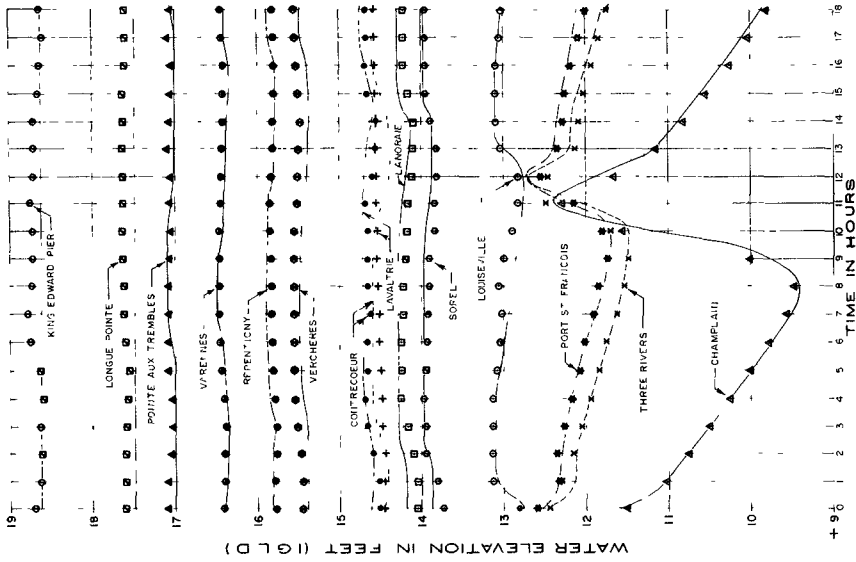 KING EDWARD PIER
LONGUE POINTE
POINTE AUX TREMBLES
VARENNES
REPENTIGNY
VERCHERES
CONTRECOEUR
LAVALTRIE
LANORAIE
SOREL
LOUISEVILLE
PORT ST FRANCOIS
THREE RIVERS
CHAMPLAIN
WATER ELEVATION IN FEET (IGLD)
19
18
17
16
15
14
13
12
11
10
+9
0
1
2
3
4
5
6
7
8
9
10
11
12
13
14
15
16
17
18
TIME IN HOURS